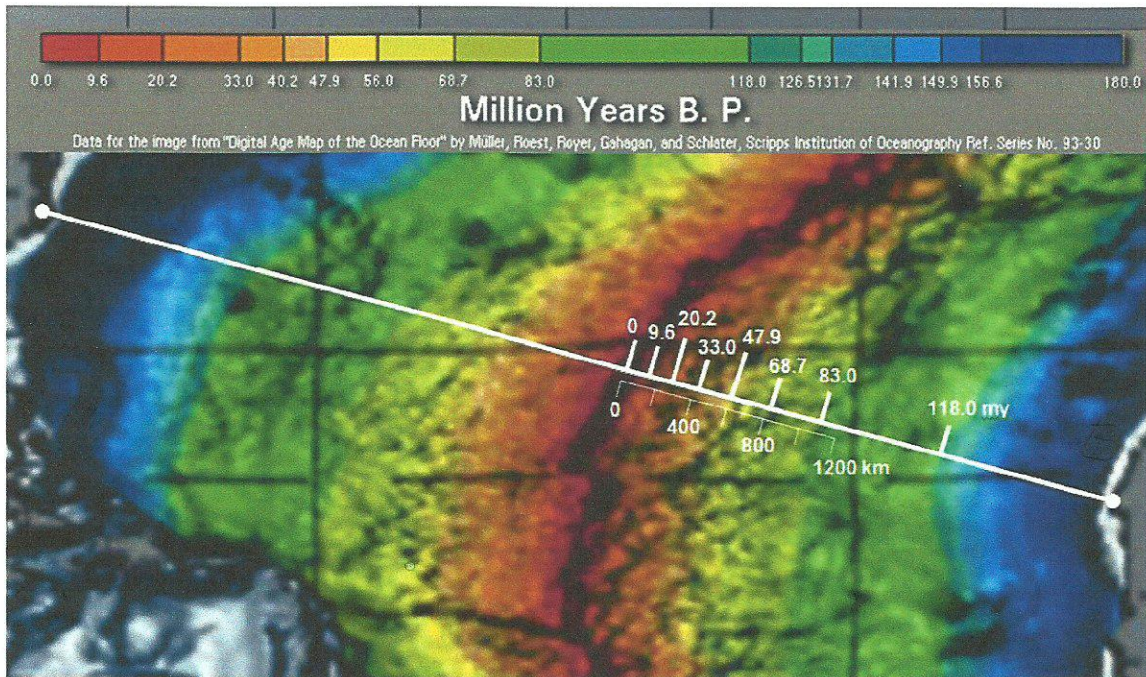 0.0 9.6 20.2 33.0 40.2 47.9 56.0 68.7 83.0 118.0 126.5131.7 141.9 149.9 156.6 180.0
Million Years B. P.
Data for the image from "Digital Age Map of the Ocean Floor" by Müller, Roest, Royer, Gahagan, and Schlater, Scripps Institution of Oceanography Ref. Series No. 93-30
0 9.6 20.2 33.0 47.9 68.7 83.0 118.0 my
0 400 800 1200 km